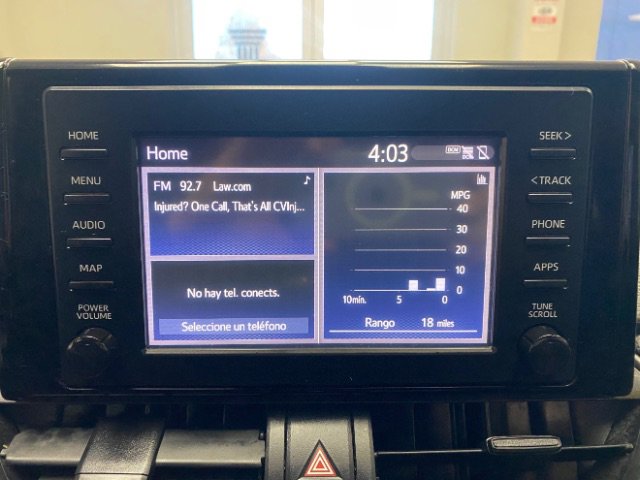 HOME
MENU
AUDIO
MAP
POWER
VOLUME
Home
4:03
DCM
FM 92.7 Law.com
Injured? One Call, That's All CVInj...
No hay tel. conects.
Seleccione un teléfono
MPG
40
30
20
10
0
10min. 5 0
Rango 18 miles
SEEK >
< TRACK
PHONE
APPS
TUNE
SCROLL